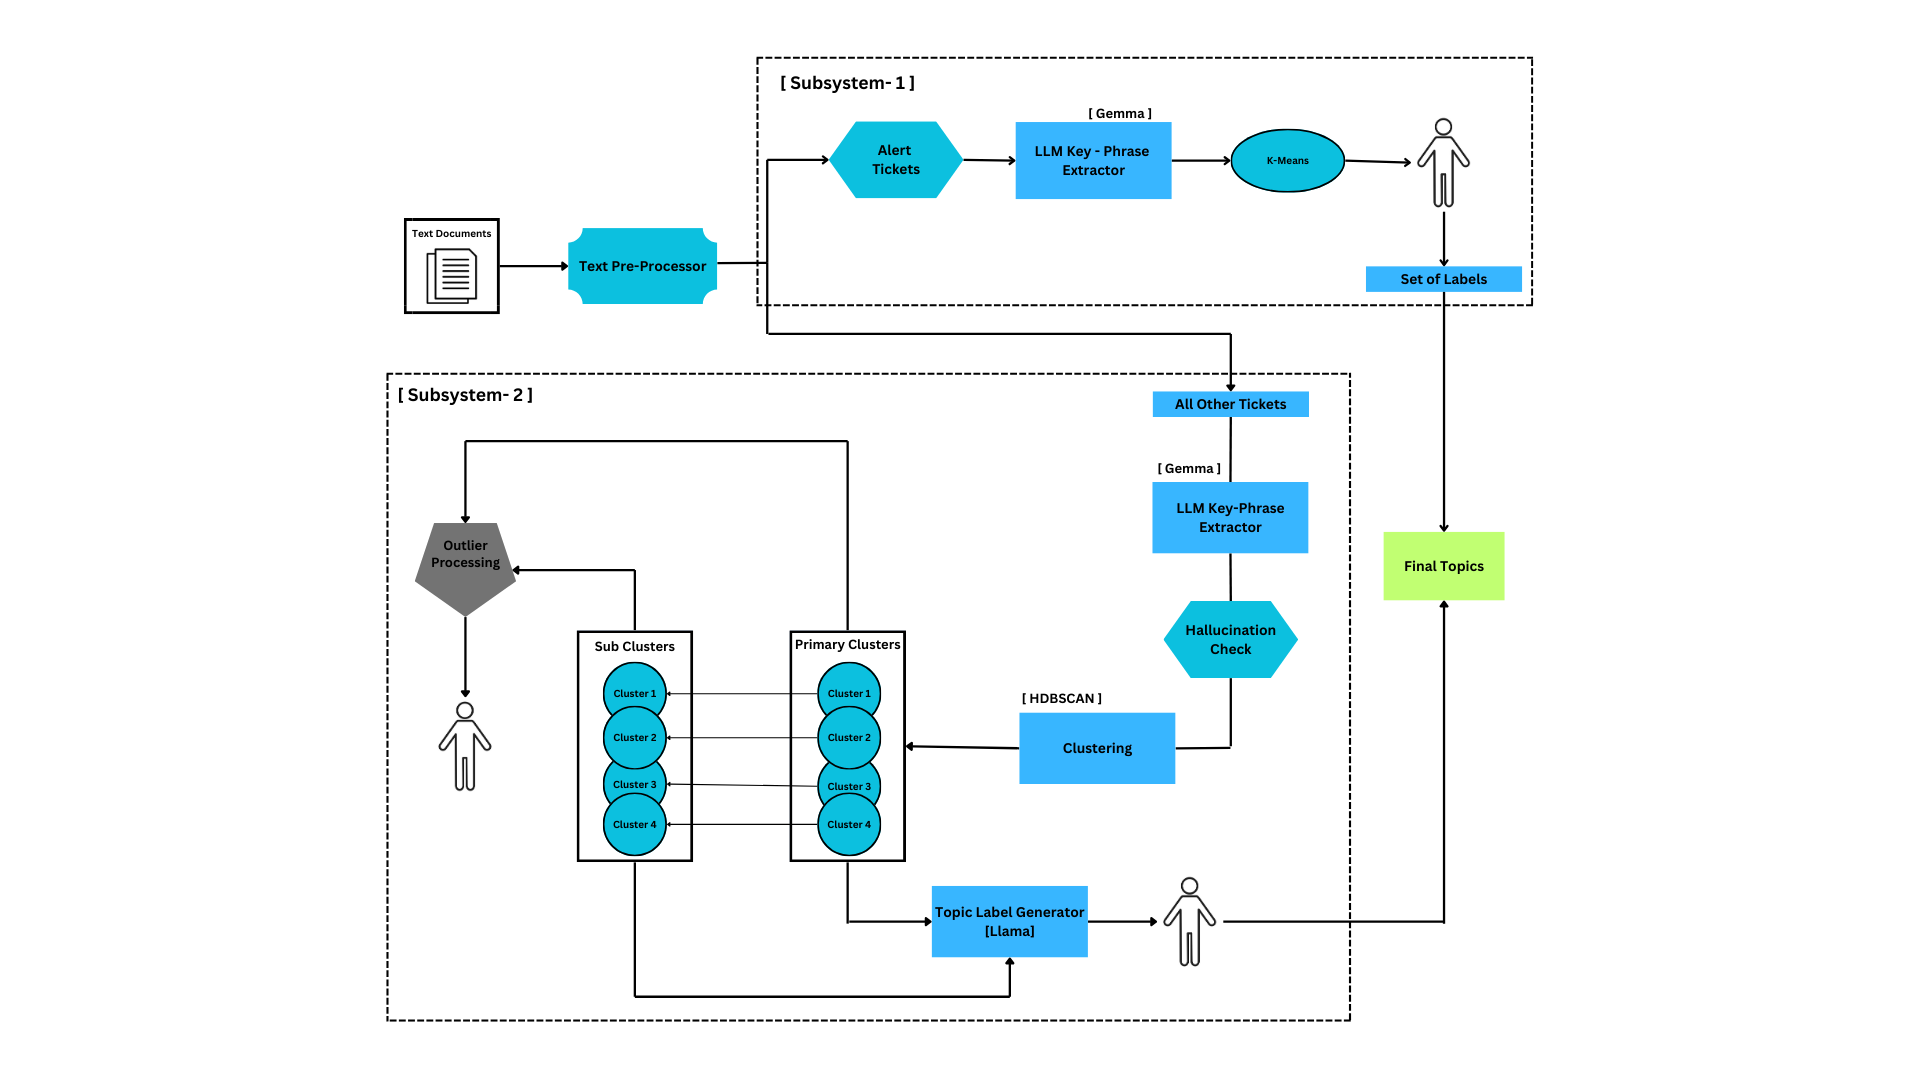 [ Subsystem- 1 ]
[ Gemma ]
Alert
Tickets
LLM Key - Phrase
Extractor
K-Means
Text Documents
Text Pre-Processor
Set of Labels
[ Subsystem- 2 ]
All Other Tickets
[ Gemma ]
LLM Key-Phrase
Extractor
Outlier
Processing
Final Topics
Hallucination
Check
Sub Clusters
Cluster 1
Cluster 2
Cluster 3
Cluster 4
Primary Clusters
Cluster 1
Cluster 2
Cluster 3
Cluster 4
[ HDBSCAN ]
Clustering
Topic Label Generator
[Llama]